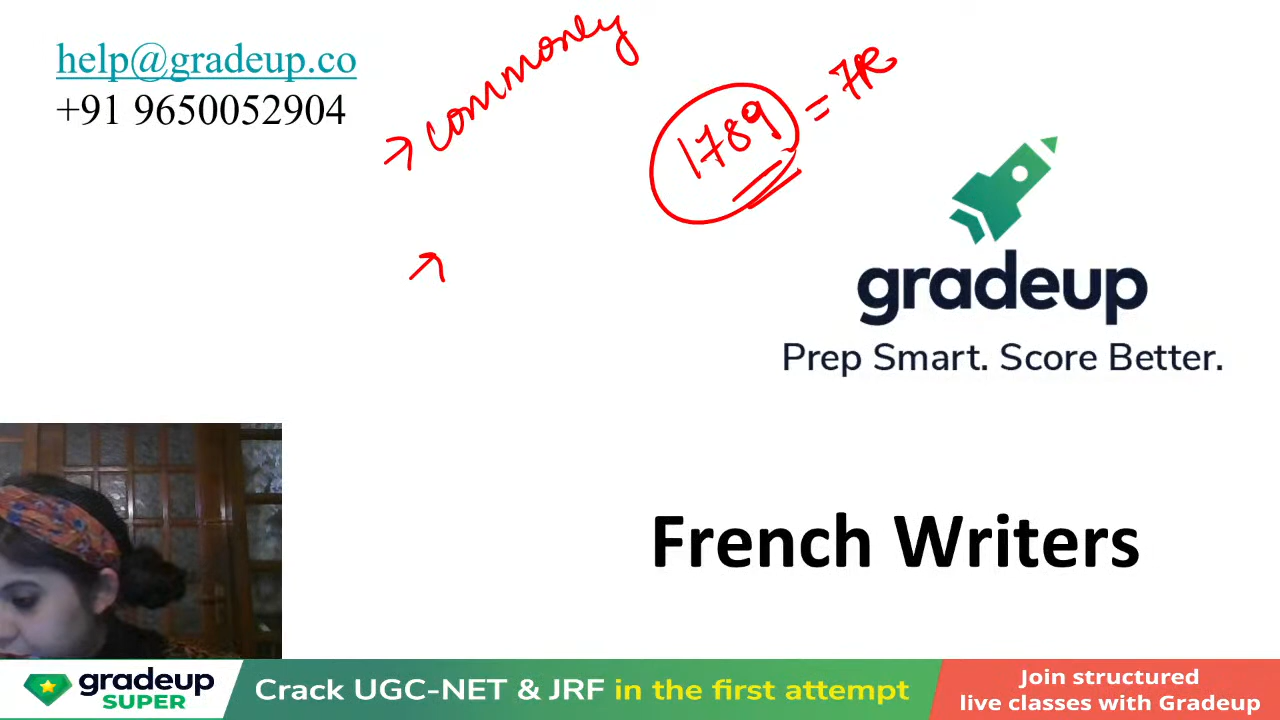 help@gradeup.co
+91 9650052904
→ commonly
1789 = FR
→
gradeup
Prep Smart. Score Better.
French Writers
gradeup
SUPER
Crack UGC-NET & JRF in the first attempt
Join structured
live classes with Gradeup